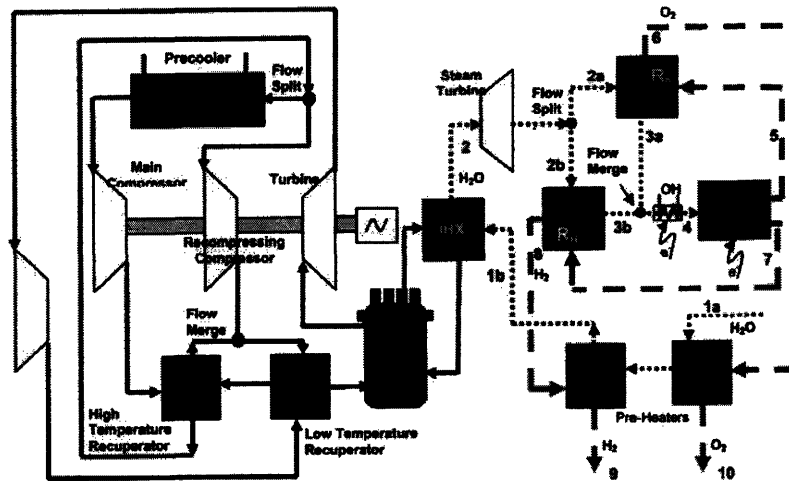 Precooler
Flow
Split
Main
Compressor
Turbine
Recompressing
Compressor
Flow
Merge
High
Temperature
Recuperator
Low Temperature
Recuperator
Steam
Turbine
Flow
Split
2
H₂O
IHX
1b
O₂
6
2a
2b
3a
5
Flow
Merge
OH
3b
4
7
8
H₂
1a
H₂O
Pre-Heaters
H₂
O₂
9
10